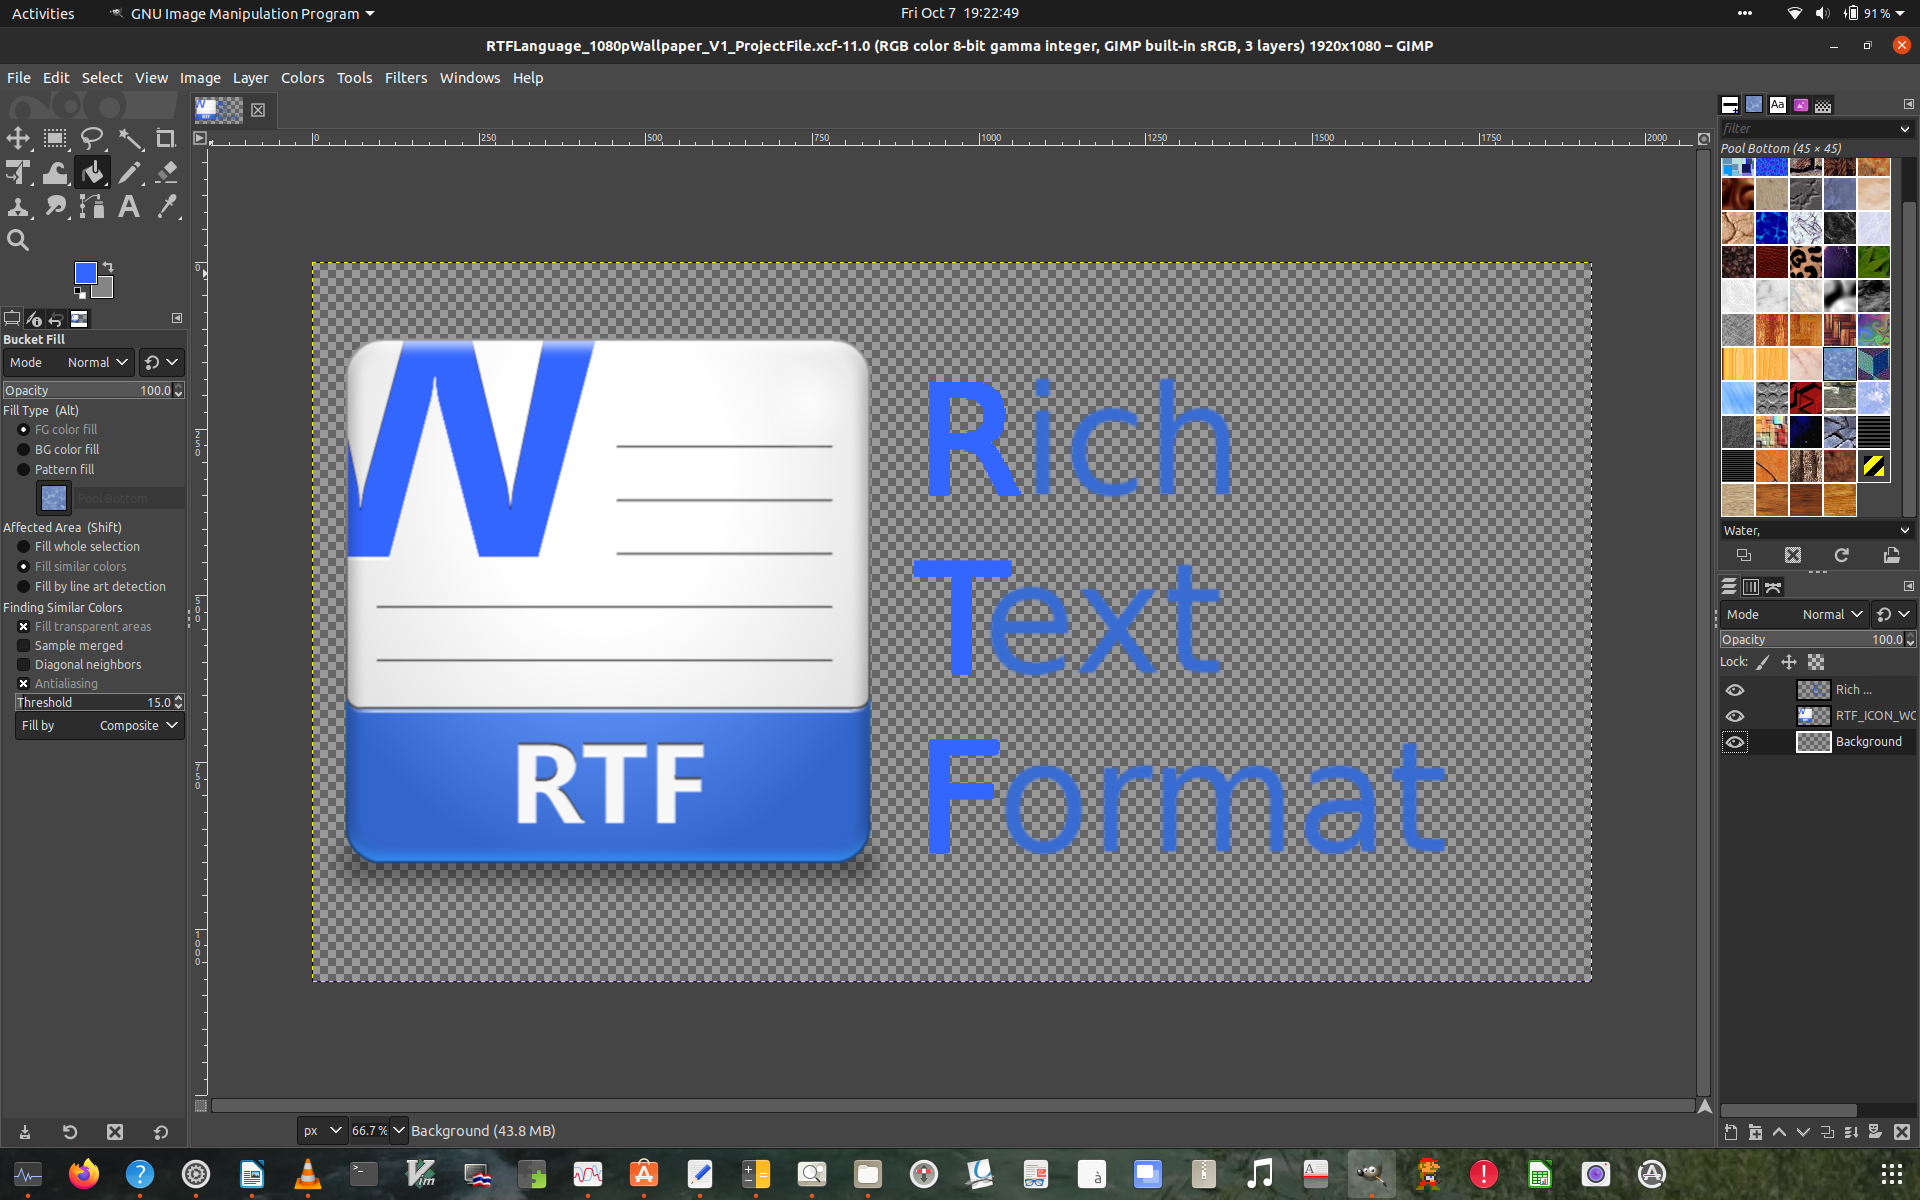 Activities
GNU Image Manipulation Program
Fri Oct 7 19:22:49
91 %
RTFLanguage_1080pWallpaper_V1_ProjectFile.xcf-11.0 (RGB color 8-bit gamma integer, GIMP built-in sRGB, 3 layers) 1920x1080 – GIMP
File Edit Select View Image Layer Colors Tools Filters Windows Help
0 250 500 750 1000 1250 1500 1750 2000
filter
Pool Bottom (45 × 45)
0
250
500
750
1000
Bucket Fill
Mode Normal
Opacity 100.0
Fill Type (Alt)
FG color fill
BG color fill
Pattern fill
Pool Bottom
Affected Area (Shift)
Fill whole selection
Fill similar colors
Fill by line art detection
Finding Similar Colors
Fill transparent areas
Sample merged
Diagonal neighbors
Antialiasing
Threshold 15.0
Fill by Composite
W
RTF
Rich
Text
Format
Water,
Mode Normal
Opacity 100.0
Lock:
Rich ...
RTF_ICON_WO
Background
px 66.7 % Background (43.8 MB)